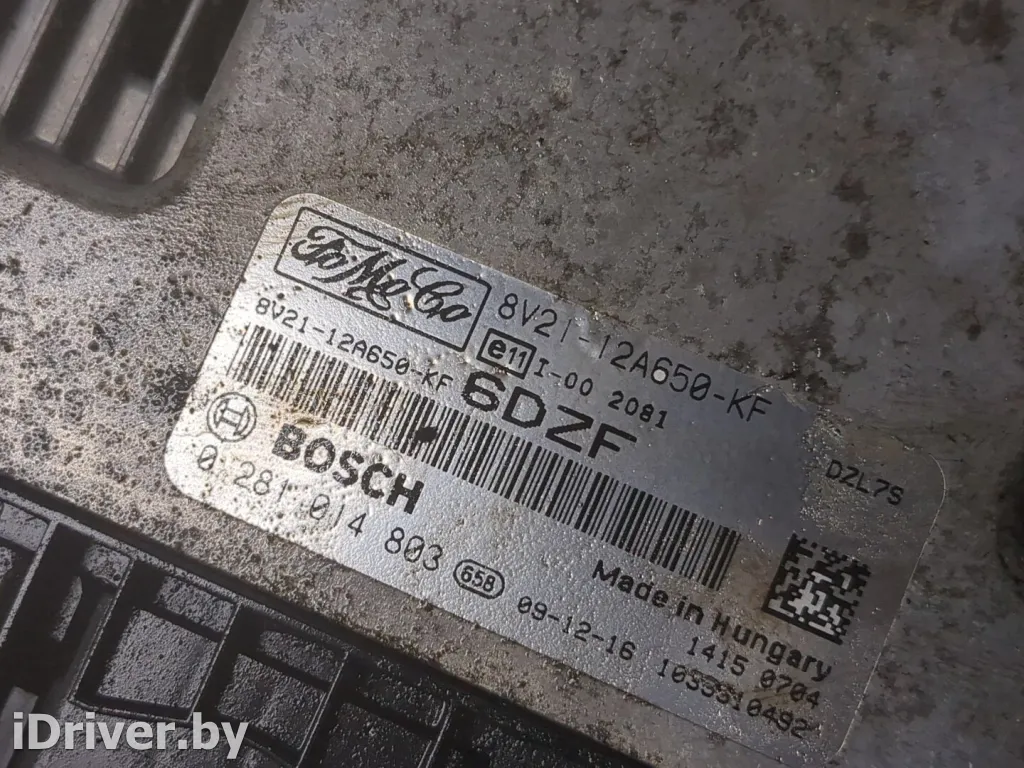 FoMoCo
8V21-12A650-KF
8V21-12A650-KF
e11 I-00 2081
6DZF
DZL7S
BOSCH
0 281 014 803
658
09-12-16
Made in Hungary
1415 0704
iDriver.by